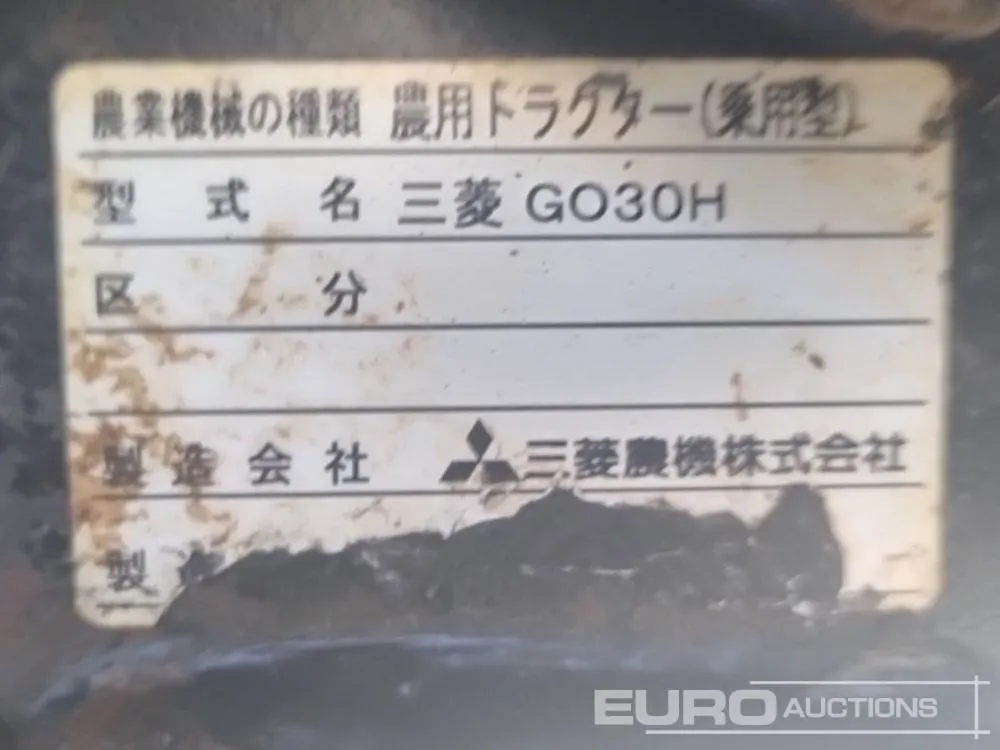 農業機械の種類 農用トラクター(乗用型)
型式名 三菱 GO30H
区分
製造会社 三菱農機株式会社
製造
EURO AUCTIONS